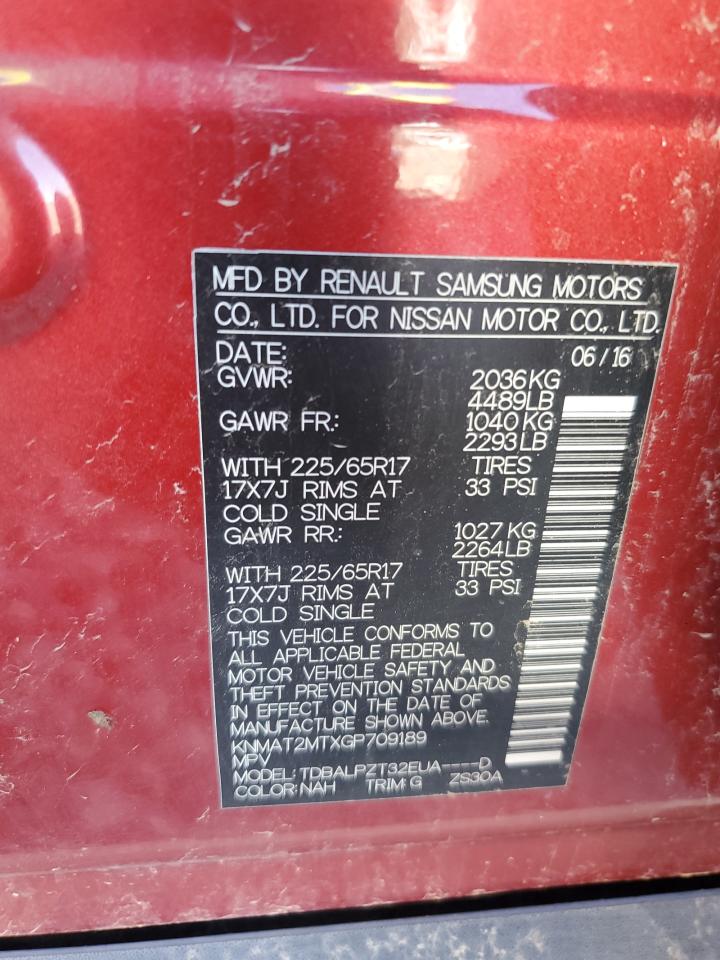 MFD BY RENAULT SAMSUNG MOTORS
CO., LTD. FOR NISSAN MOTOR CO., LTD.
DATE: 06/16
GVWR: 2036KG
4489LB
GAWR FR.: 1040 KG
2293LB
WITH 225/65R17 TIRES
17X7J RIMS AT 33 PSI
COLD SINGLE
GAWR RR.: 1027 KG
2264LB
WITH 225/65R17 TIRES
17X7J RIMS AT 33 PSI
COLD SINGLE
THIS VEHICLE CONFORMS TO
ALL APPLICABLE FEDERAL
MOTOR VEHICLE SAFETY AND
THEFT PREVENTION STANDARDS
IN EFFECT ON THE DATE OF
MANUFACTURE SHOWN ABOVE.
KNMAT2MTXGP709189
MPV
MODEL: TDBALPZT32EUA----D
COLOR: NAH TRIM: G ZS30A